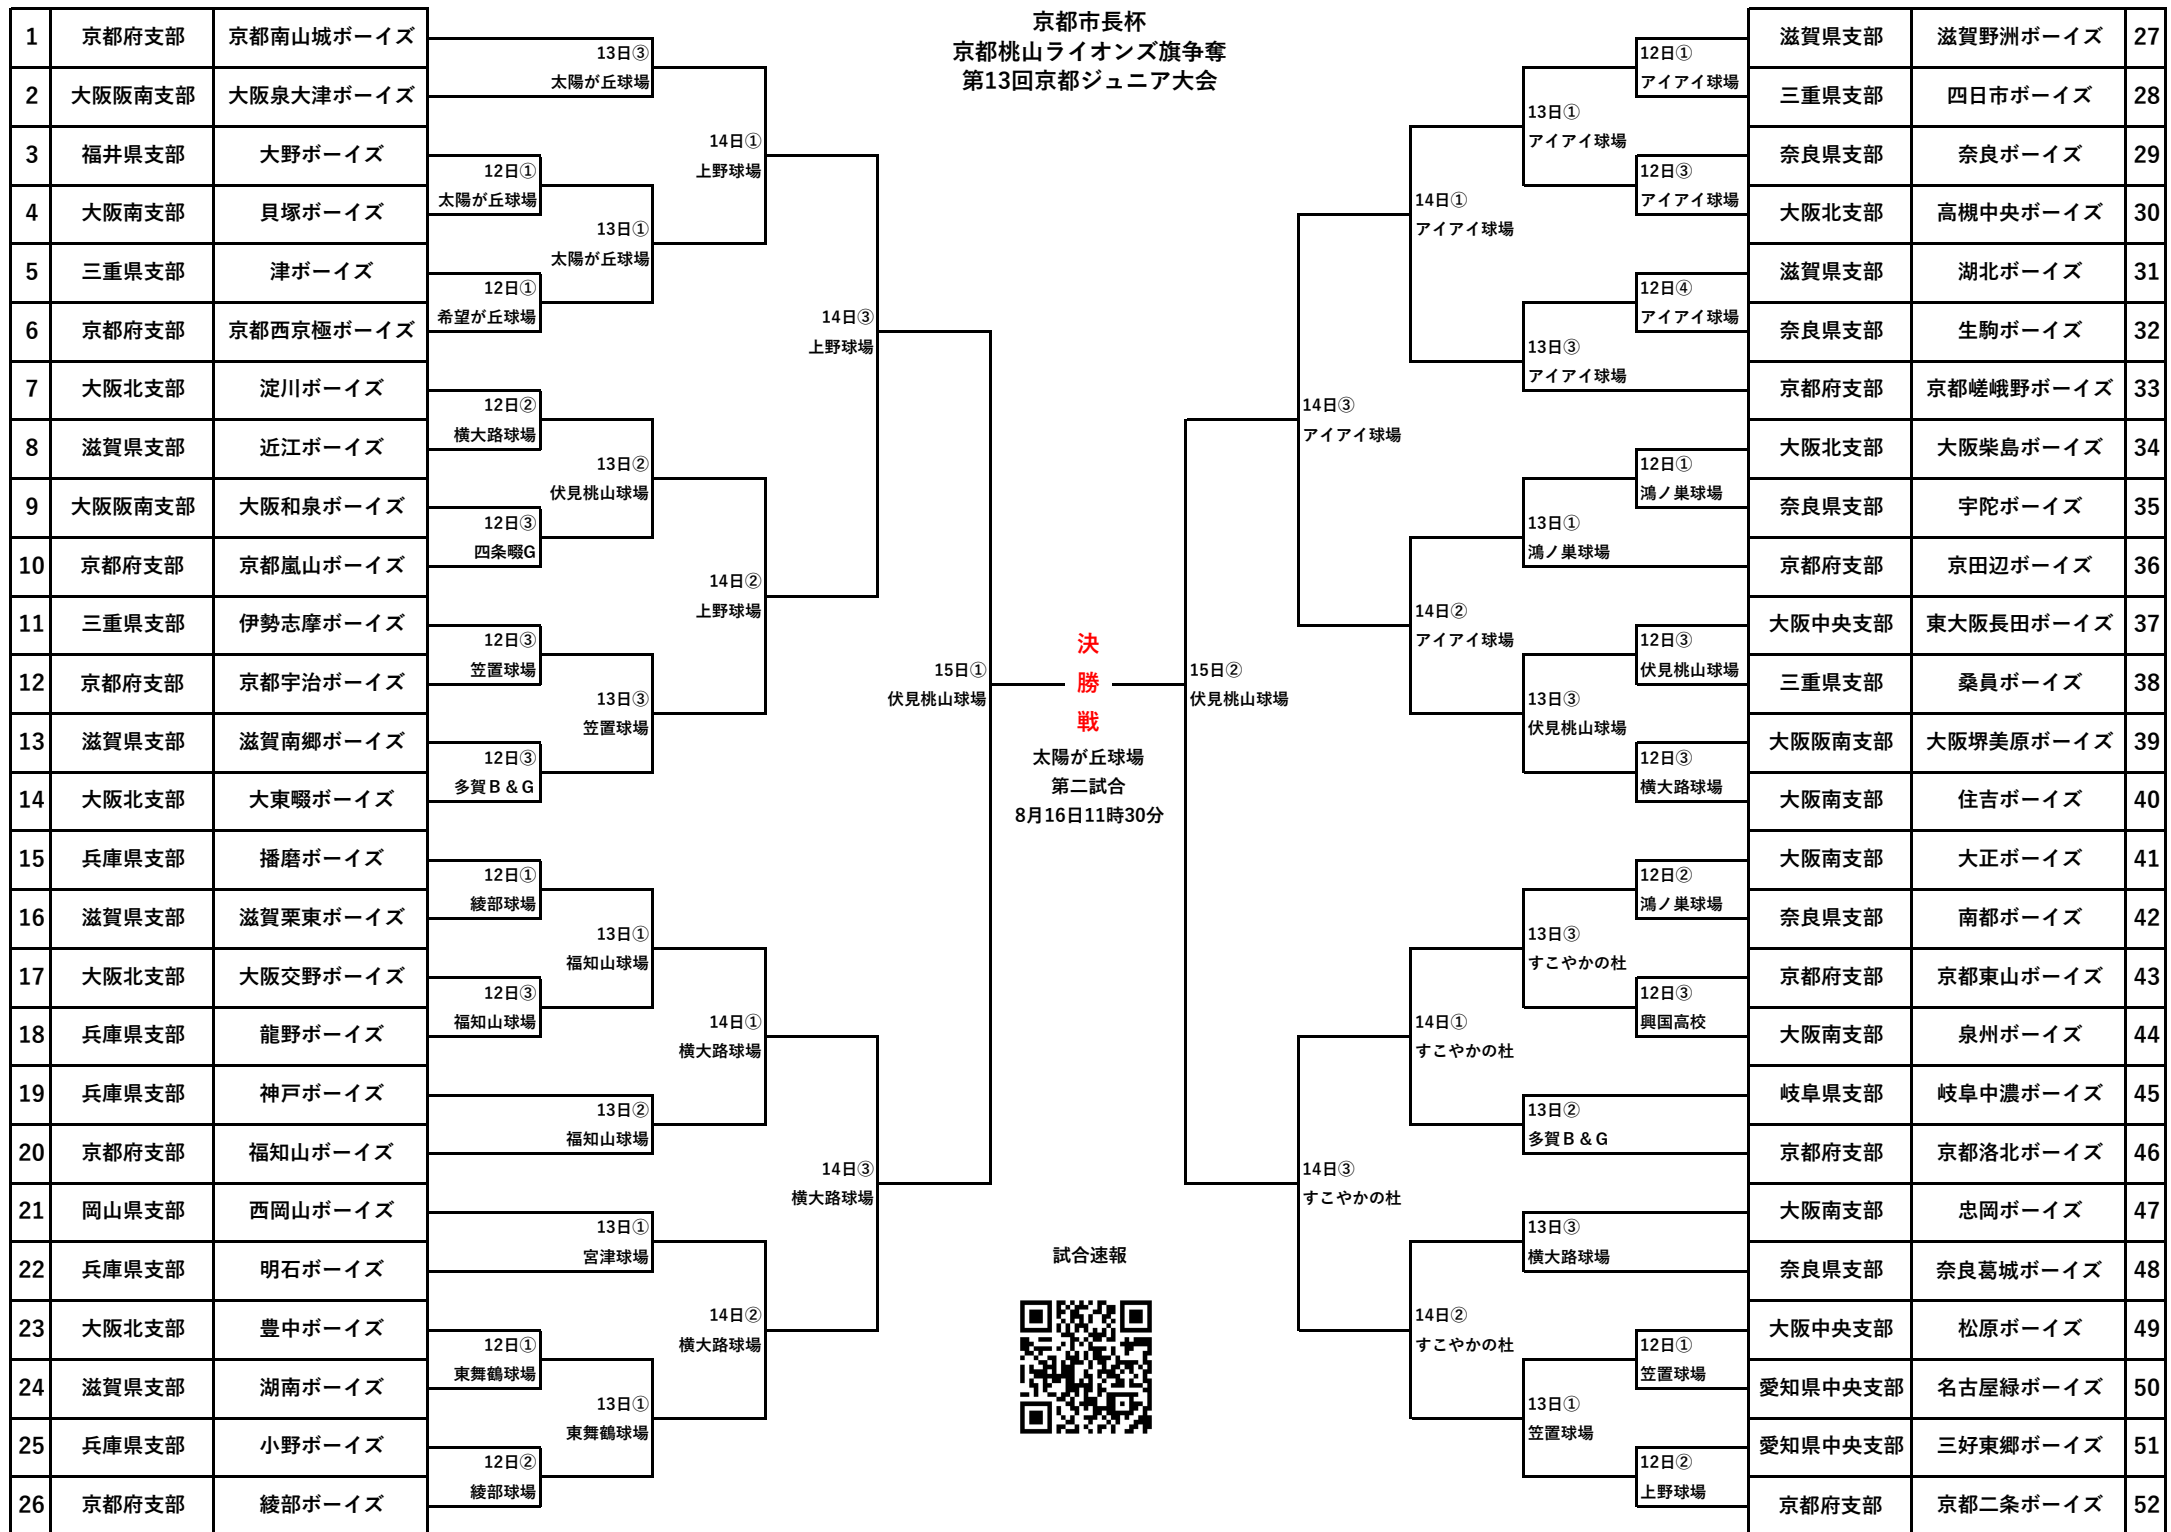 京都市長杯
京都桃山ライオンズ旗争奪
第13回京都ジュニア大会
1 京都府支部 京都南山城ボーイズ
2 大阪阪南支部 大阪泉大津ボーイズ
3 福井県支部 大野ボーイズ
4 大阪南支部 貝塚ボーイズ
5 三重県支部 津ボーイズ
6 京都府支部 京都西京極ボーイズ
7 大阪北支部 淀川ボーイズ
8 滋賀県支部 近江ボーイズ
9 大阪阪南支部 大阪和泉ボーイズ
10 京都府支部 京都嵐山ボーイズ
11 三重県支部 伊勢志摩ボーイズ
12 京都府支部 京都宇治ボーイズ
13 滋賀県支部 滋賀南郷ボーイズ
14 大阪北支部 大東畷ボーイズ
15 兵庫県支部 播磨ボーイズ
16 滋賀県支部 滋賀栗東ボーイズ
17 大阪北支部 大阪交野ボーイズ
18 兵庫県支部 龍野ボーイズ
19 兵庫県支部 神戸ボーイズ
20 京都府支部 福知山ボーイズ
21 岡山県支部 西岡山ボーイズ
22 兵庫県支部 明石ボーイズ
23 大阪北支部 豊中ボーイズ
24 滋賀県支部 湖南ボーイズ
25 兵庫県支部 小野ボーイズ
26 京都府支部 綾部ボーイズ
12日①
太陽が丘球場
12日①
希望が丘球場
12日②
横大路球場
12日③
四条畷G
12日③
笠置球場
12日③
多賀B&G
12日①
綾部球場
12日③
福知山球場
12日①
東舞鶴球場
12日②
綾部球場
13日③
太陽が丘球場
13日①
太陽が丘球場
13日②
伏見桃山球場
13日③
笠置球場
13日①
福知山球場
13日②
福知山球場
13日①
宮津球場
13日①
東舞鶴球場
14日①
上野球場
14日②
上野球場
14日①
横大路球場
14日②
横大路球場
14日③
上野球場
14日③
横大路球場
15日①
伏見桃山球場
決
勝
戦
太陽が丘球場
第二試合
8月16日11時30分
試合速報
15日②
伏見桃山球場
14日③
アイアイ球場
14日③
すこやかの杜
14日①
アイアイ球場
14日②
アイアイ球場
14日①
すこやかの杜
14日②
すこやかの杜
13日①
アイアイ球場
13日③
アイアイ球場
13日①
鴻ノ巣球場
13日③
伏見桃山球場
13日③
すこやかの杜
13日②
多賀B&G
13日③
横大路球場
13日①
笠置球場
12日①
アイアイ球場
12日③
アイアイ球場
12日④
アイアイ球場
12日①
鴻ノ巣球場
12日③
伏見桃山球場
12日③
横大路球場
12日②
鴻ノ巣球場
12日③
興国高校
12日①
笠置球場
12日②
上野球場
滋賀県支部 滋賀野洲ボーイズ 27
三重県支部 四日市ボーイズ 28
奈良県支部 奈良ボーイズ 29
大阪北支部 高槻中央ボーイズ 30
滋賀県支部 湖北ボーイズ 31
奈良県支部 生駒ボーイズ 32
京都府支部 京都嵯峨野ボーイズ 33
大阪北支部 大阪柴島ボーイズ 34
奈良県支部 宇陀ボーイズ 35
京都府支部 京田辺ボーイズ 36
大阪中央支部 東大阪長田ボーイズ 37
三重県支部 桑員ボーイズ 38
大阪阪南支部 大阪堺美原ボーイズ 39
大阪南支部 住吉ボーイズ 40
大阪南支部 大正ボーイズ 41
奈良県支部 南都ボーイズ 42
京都府支部 京都東山ボーイズ 43
大阪南支部 泉州ボーイズ 44
岐阜県支部 岐阜中濃ボーイズ 45
京都府支部 京都洛北ボーイズ 46
大阪南支部 忠岡ボーイズ 47
奈良県支部 奈良葛城ボーイズ 48
大阪中央支部 松原ボーイズ 49
愛知県中央支部 名古屋緑ボーイズ 50
愛知県中央支部 三好東郷ボーイズ 51
京都府支部 京都二条ボーイズ 52